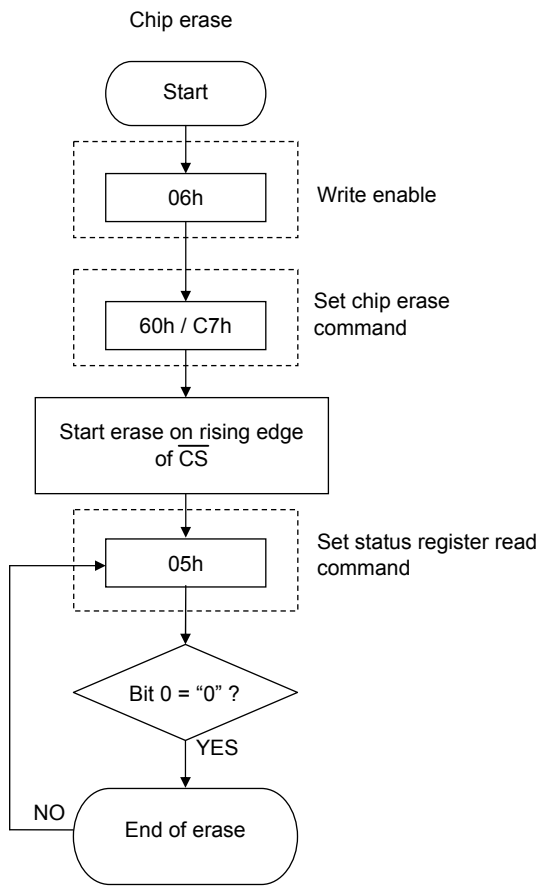 Chip erase
Start
06h
Write enable
60h / C7h
Set chip erase
command
Start erase on rising edge
of C̅S̅
05h
Set status register read
command
Bit 0 = “0” ?
YES
NO
End of erase